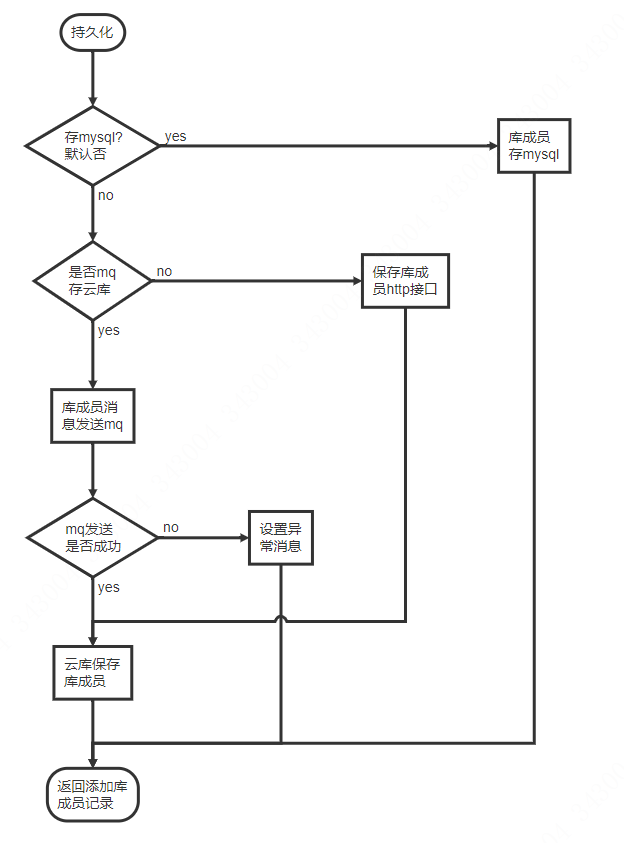 持久化
存mysql?
默认否
yes
库成员
存mysql
no
是否mq
存云库
no
保存库成
员http接口
yes
库成员消
息发送mq
mq发送
是否成功
no
设置异
常消息
yes
云库保存
库成员
返回添加库
成员记录